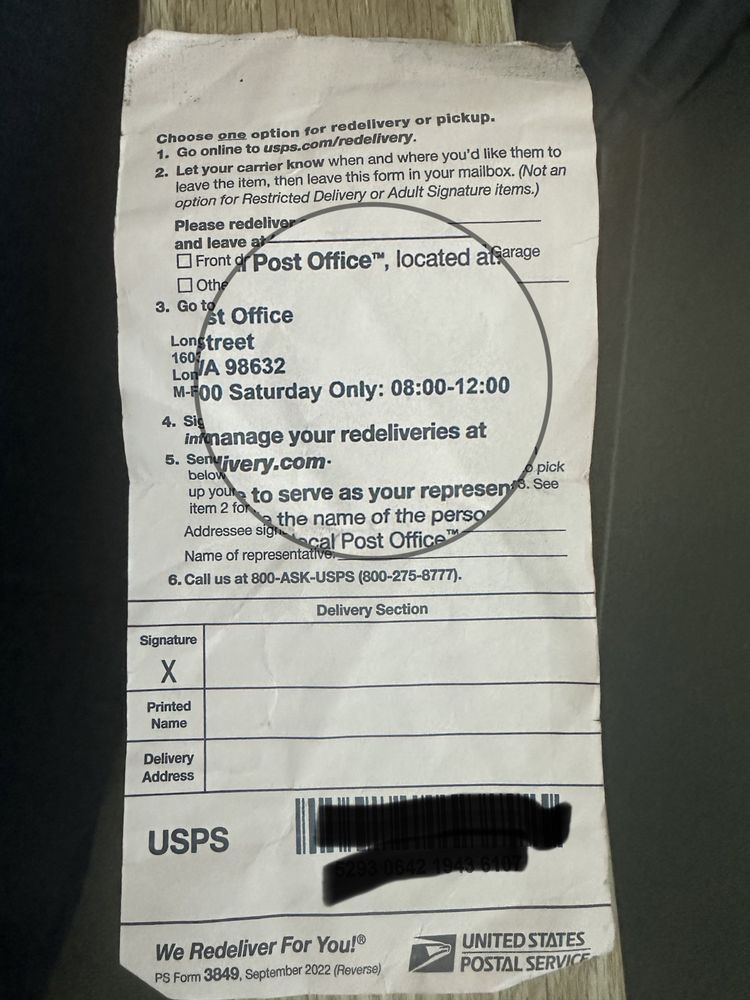 Choose one option for redelivery or pickup.
1. Go online to usps.com/redelivery.
2. Let your carrier know when and where you'd like them to
leave the item, then leave this form in your mailbox. (Not an
option for Restricted Delivery or Adult Signature items.)
Please redeliver
and leave at
Front d Post Office™, located at Garage
Othe
3. Go to
st Office
Lon street
160
Lon A 98632
M-F 00 Saturday Only: 08:00-12:00
4. Sig
inf manage your redeliveries at
5. Sen ivery.com.
below o pick
up your e to serve as your represen 3. See
item 2 for e the name of the perso
Addressee sign ocal Post Office™
Name of representative:
6. Call us at 800-ASK-USPS (800-275-8777).
Delivery Section
Signature
X
Printed
Name
Delivery
Address
USPS
We Redeliver For You!®
PS Form 3849, September 2022 (Reverse)
UNITED STATES
POSTAL SERVICE